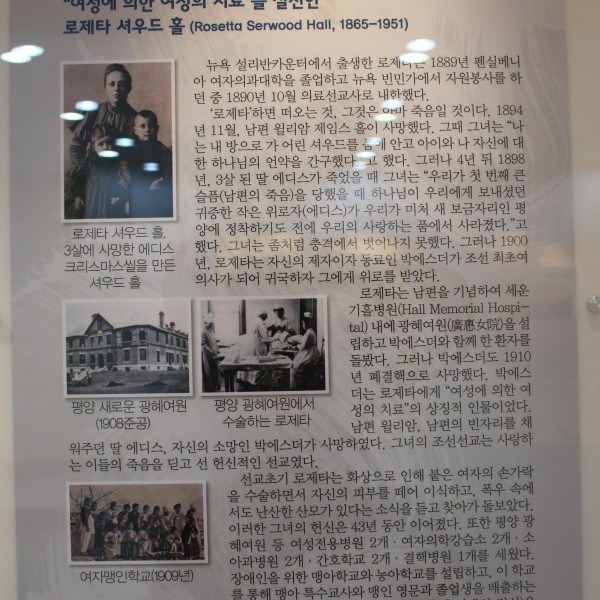 "여성에 의한 여성의 치료"를 실천한
로제타 셔우드 홀 (Rosetta Serwood Hall, 1865-1951)
뉴욕 설리반카운터에서 출생한 로제타는 1889년 펜실베니
아 여자의과대학을 졸업하고 뉴욕 빈민가에서 자원봉사를 하
던 중 1890년 10월 의료선교사로 내한했다.
'로제타'하면 떠오는 것, 그것은 아마 죽음일 것이다. 1894
년 11월, 남편 윌리암 제임스 홀이 사망했다. 그때 그녀는 "나
는 내 방으로 가 어린 셔우드를 품에 안고 아이와 나 자신에 대
한 하나님의 언약을 간구했다"고 했다. 그러나 4년 뒤 1898
년, 3살 된 딸 에디스가 죽었을 때 그녀는 "우리가 첫 번째 큰
슬픔(남편의 죽음)을 당했을 때 하나님이 우리에게 보내셨던
귀중한 작은 위로자(에디스)가 우리가 미처 새 보금자리인 평
양에 정착하기도 전에 우리의 사랑하는 품에서 사라졌다."고
했다. 그녀는 좀처럼 충격에서 벗어나지 못했다. 그러나 1900
년, 로제타는 자신의 제자이자 동료인 박에스더가 조선 최초여
의사가 되어 귀국하자 그에게 위로를 받았다.
로제타 셔우드 홀,
3살에 사망한 에디스
크리스마스씰을 만든
셔우드 홀
로제타는 남편을 기념하여 세운
기홀병원(Hall Memorial Hospi-
tal) 내에 광혜여원(廣惠女院)을 설
립하고 박에스더와 함께 한 환자를
돌봤다. 그러나 박에스더도 1910
년 폐결핵으로 사망했다. 박에스
더는 로제타에게 "여성에 의한 여
성의 치료"의 상징적 인물이었다.
남편 윌리암, 남편의 빈자리를 채
워주던 딸 에디스, 자신의 소망인 박에스더가 사망하였다. 그녀의 조선선교는 사랑하
는 이들의 죽음을 딛고 선 헌신적인 선교였다.
평양 새로운 광혜여원
(1908준공)
평양 광혜여원에서
수술하는 로제타
선교초기 로제타는 화상으로 인해 붙은 여자의 손가락
을 수술하면서 자신의 피부를 떼어 이식하고, 폭우 속에
서도 난산한 산모가 있다는 소식을 듣고 찾아가 돌보았다.
이러한 그녀의 헌신은 43년 동안 이어졌다. 또한 평양 광
혜여원 등 여성전용병원 2개·여자의학강습소 2개·소
아과병원 2개·간호학교 2개·결핵병원 1개를 세웠다.
장애인을 위한 맹아학교와 농아학교를 설립하고, 이 학교
를 통해 맹아 특수교사와 맹인 영문과 졸업생을 배출하는
여자맹인학교(1909년)